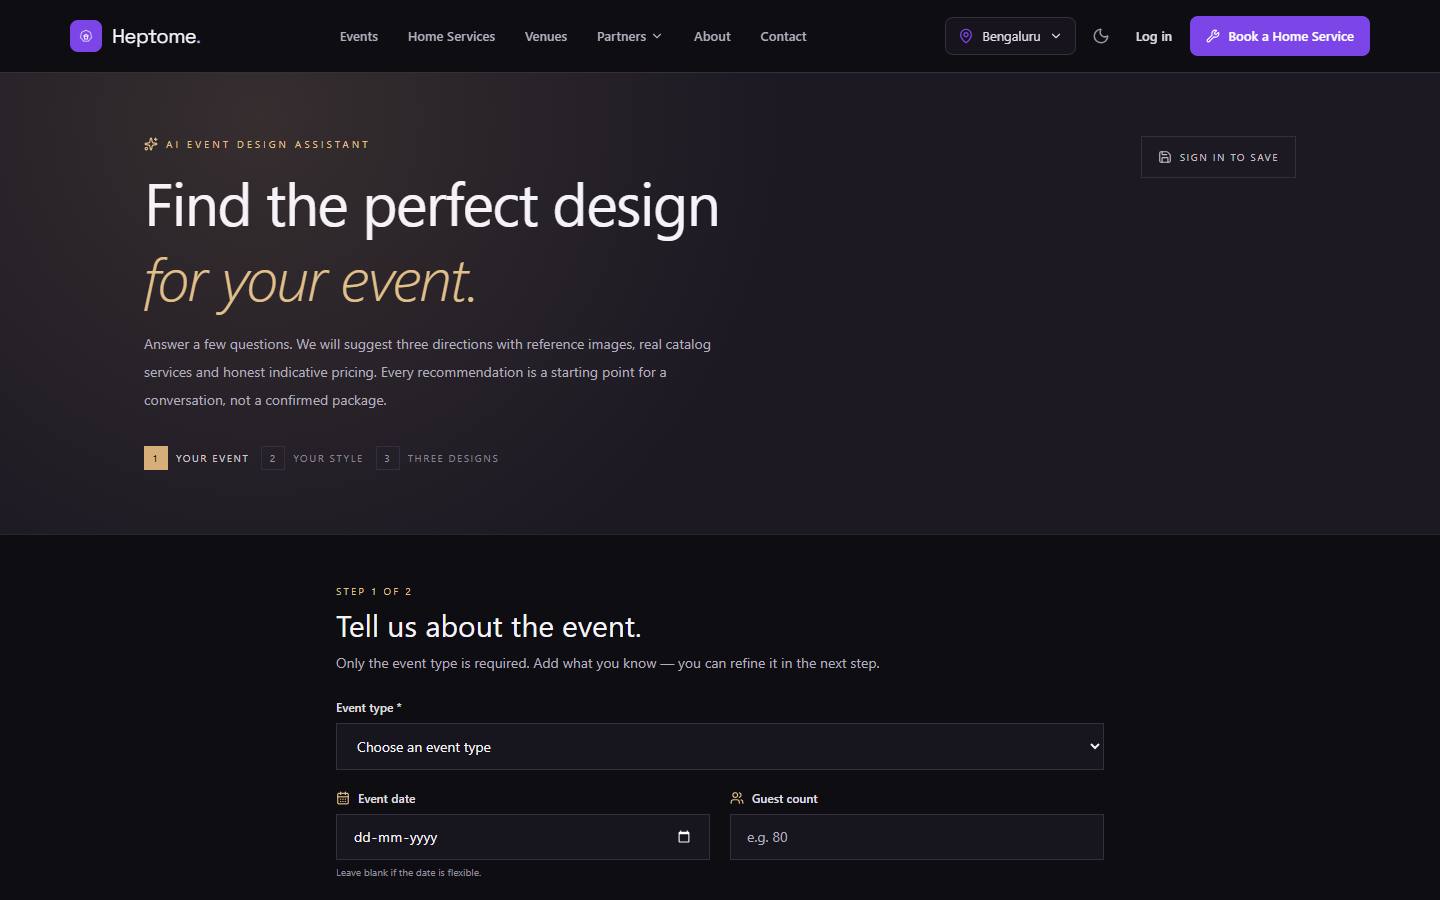 Heptome.
Events
Home Services
Venues
Partners
About
Contact
Bengaluru
Log in
Book a Home Service
AI EVENT DESIGN ASSISTANT
SIGN IN TO SAVE
Find the perfect design
for your event.
Answer a few questions. We will suggest three directions with reference images, real catalog
services and honest indicative pricing. Every recommendation is a starting point for a
conversation, not a confirmed package.
1 YOUR EVENT 2 YOUR STYLE 3 THREE DESIGNS
STEP 1 OF 2
Tell us about the event.
Only the event type is required. Add what you know — you can refine it in the next step.
Event type *
Choose an event type
Event date
Guest count
dd-mm-yyyy
e.g. 80
Leave blank if the date is flexible.